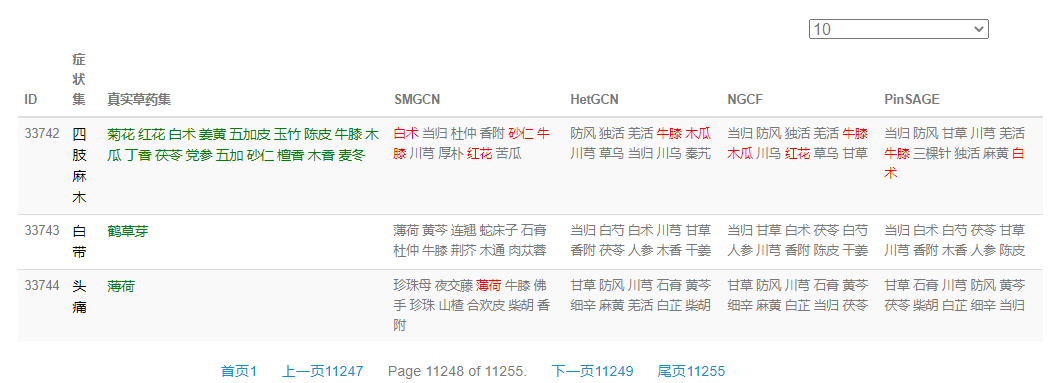 10
ID 症状集 真实草药集 SMGCN HetGCN NGCF PinSAGE
33742
四肢麻木
菊花 红花 白术 姜黄 五加皮 玉竹 陈皮 牛膝 木
瓜 丁香 茯苓 党参 五加 砂仁 檀香 木香 麦冬
白术 当归 杜仲 香附 砂仁 牛
膝 川芎 厚朴 红花 苦瓜
防风 独活 羌活 牛膝 木瓜
川芎 草乌 当归 川乌 秦艽
当归 防风 独活 羌活 牛膝
木瓜 川乌 红花 草乌 甘草
当归 防风 甘草 川芎 羌活
牛膝 三棵针 独活 麻黄 白
术
33743
白带
鹤草芽
薄荷 黄芩 连翘 蛇床子 石膏
杜仲 牛膝 荆芥 木通 肉苁蓉
当归 白芍 白术 川芎 甘草
香附 茯苓 人参 木香 干姜
当归 甘草 白术 茯苓 白芍
人参 川芎 香附 陈皮 干姜
当归 白术 白芍 茯苓 甘草
川芎 香附 木香 人参 陈皮
33744
头痛
薄荷
珍珠母 夜交藤 薄荷 牛膝 佛
手 珍珠 山楂 合欢皮 柴胡 香
附
甘草 防风 川芎 石膏 黄芩
细辛 麻黄 羌活 白芷 柴胡
甘草 防风 川芎 石膏 黄芩
细辛 麻黄 白芷 当归 茯苓
甘草 石膏 川芎 防风 黄芩
茯苓 柴胡 白芷 细辛 当归
首页1 上一页11247 Page 11248 of 11255. 下一页11249 尾页11255